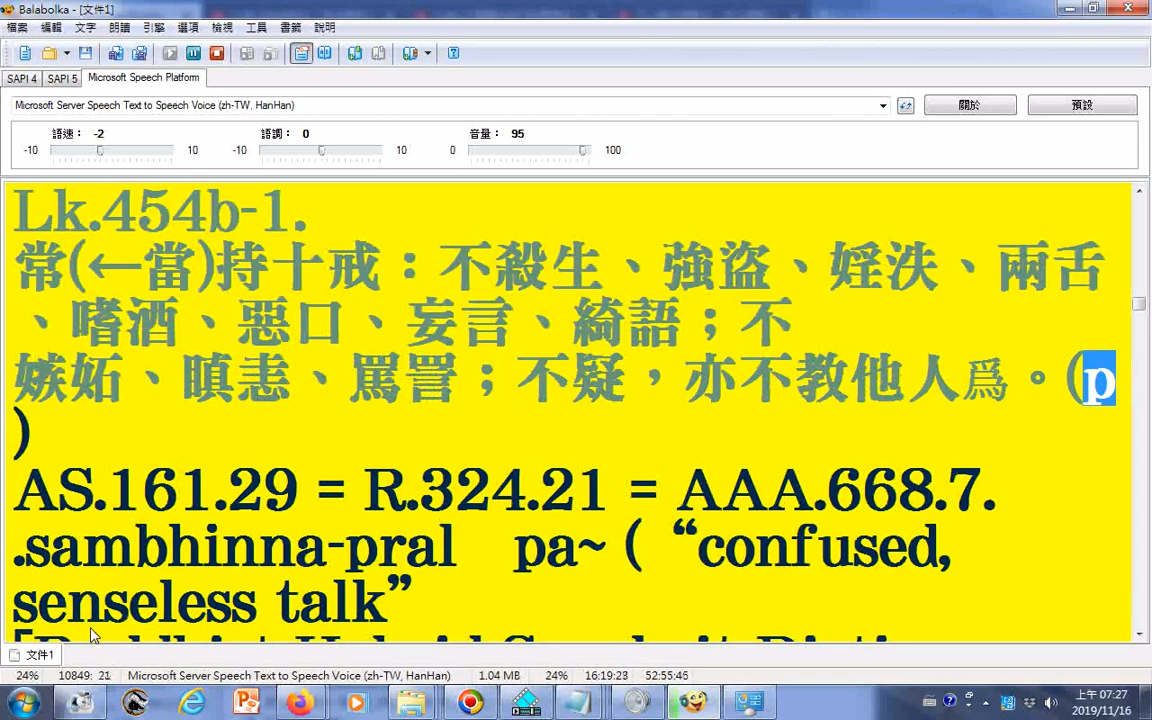 Balabolka - [文件1]
檔案 編輯 文字 朗讀 引擎 選項 檢視 工具 書籤 說明
SAPI 4 SAPI 5 Microsoft Speech Platform
Microsoft Server Speech Text to Speech Voice (zh-TW, HanHan) 關於 預設
語速： -2 語調： 0 音量： 95
-10 10 -10 10 0 100
Lk.454b-1.
常(←當)持十戒：不殺生、強盜、婬泆、兩舌
、嗜酒、惡口、妄言、綺語；不
嫉妬、瞋恚、罵詈；不疑，亦不教他人爲。(p
)
AS.161.29 = R.324.21 = AAA.668.7.
.sambhinna-pral pa~ ( “confused,
senseless talk”
文件1
24% 10849: 21 Microsoft Server Speech Text to Speech Voice (zh-TW, HanHan) 1.04 MB 24% 16:19:23 52:55:46
上午 07:27
2019/11/16